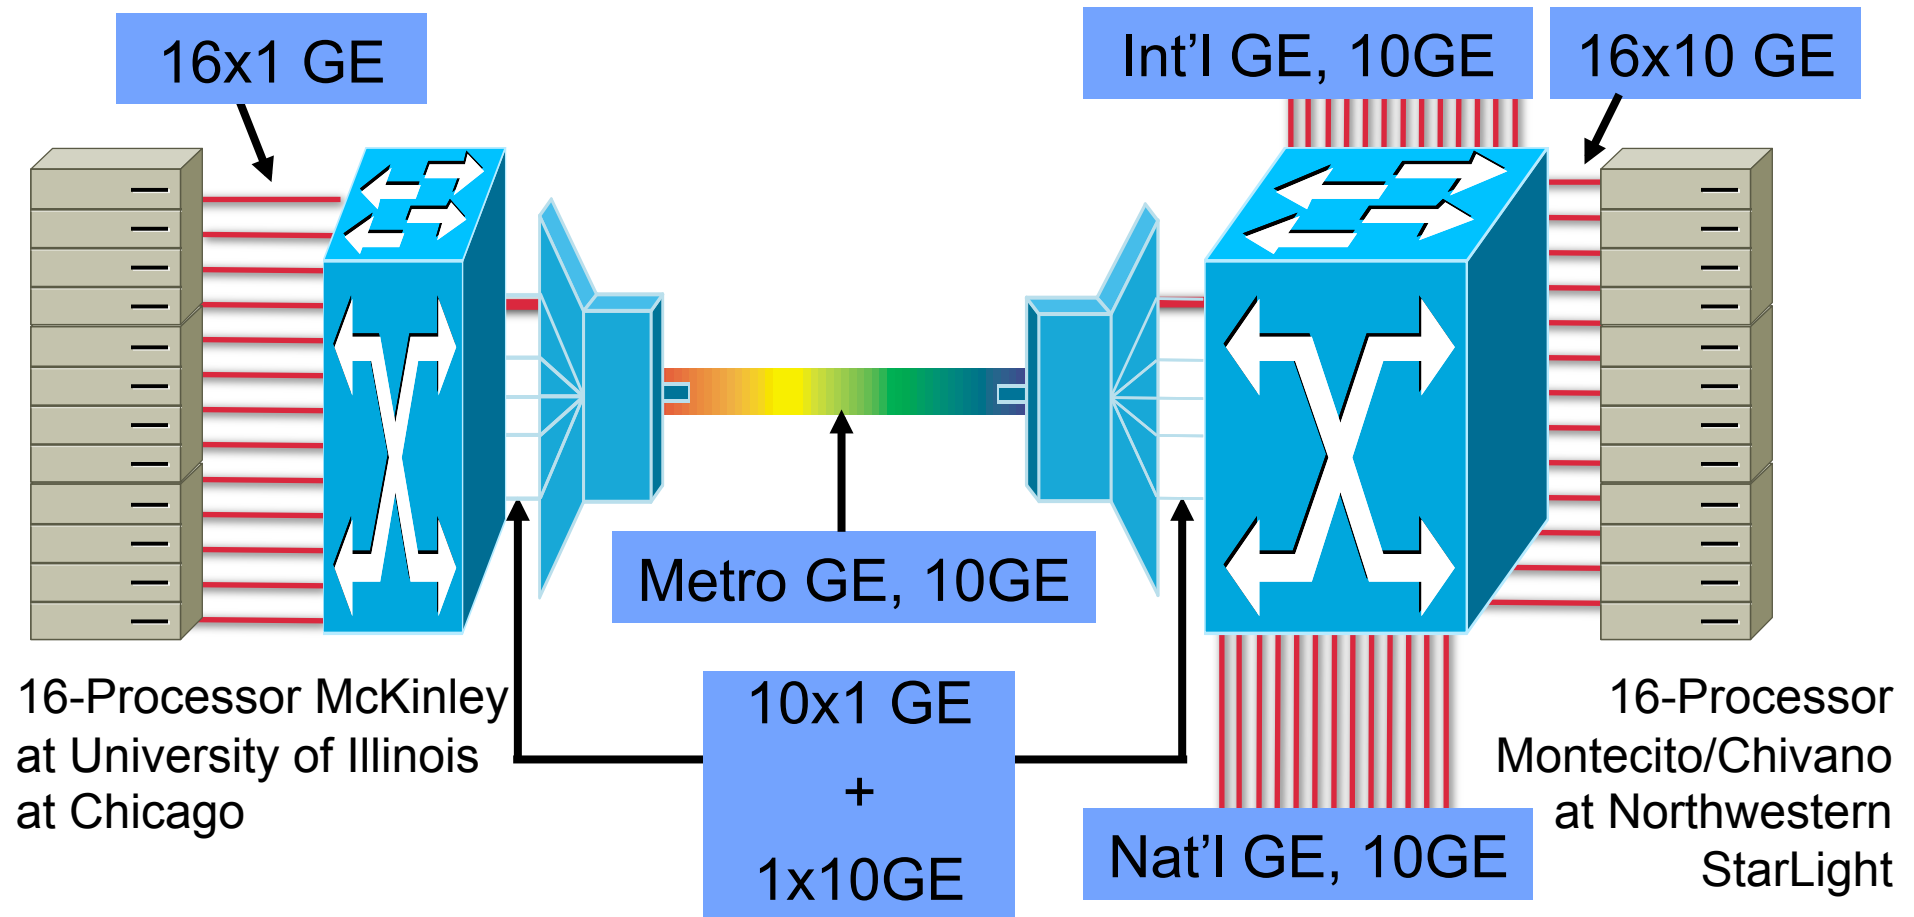 16x1 GE
Int'l GE, 10GE
16x10 GE
Metro GE, 10GE
16-Processor McKinley
at University of Illinois
at Chicago
10x1 GE
+
1x10GE
Nat'l GE, 10GE
16-Processor
Montecito/Chivano
at Northwestern
StarLight